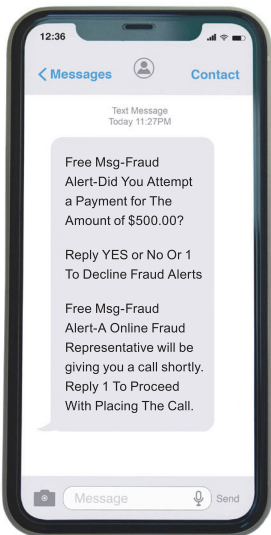 12:36
Messages
Contact
Text Message
Today 11:27PM
Free Msg-Fraud
Alert-Did You Attempt
a Payment for The
Amount of $500.00?
Reply YES or No Or 1
To Decline Fraud Alerts
Free Msg-Fraud
Alert-A Online Fraud
Representative will be
giving you a call shortly.
Reply 1 To Proceed
With Placing The Call.
Message
Send